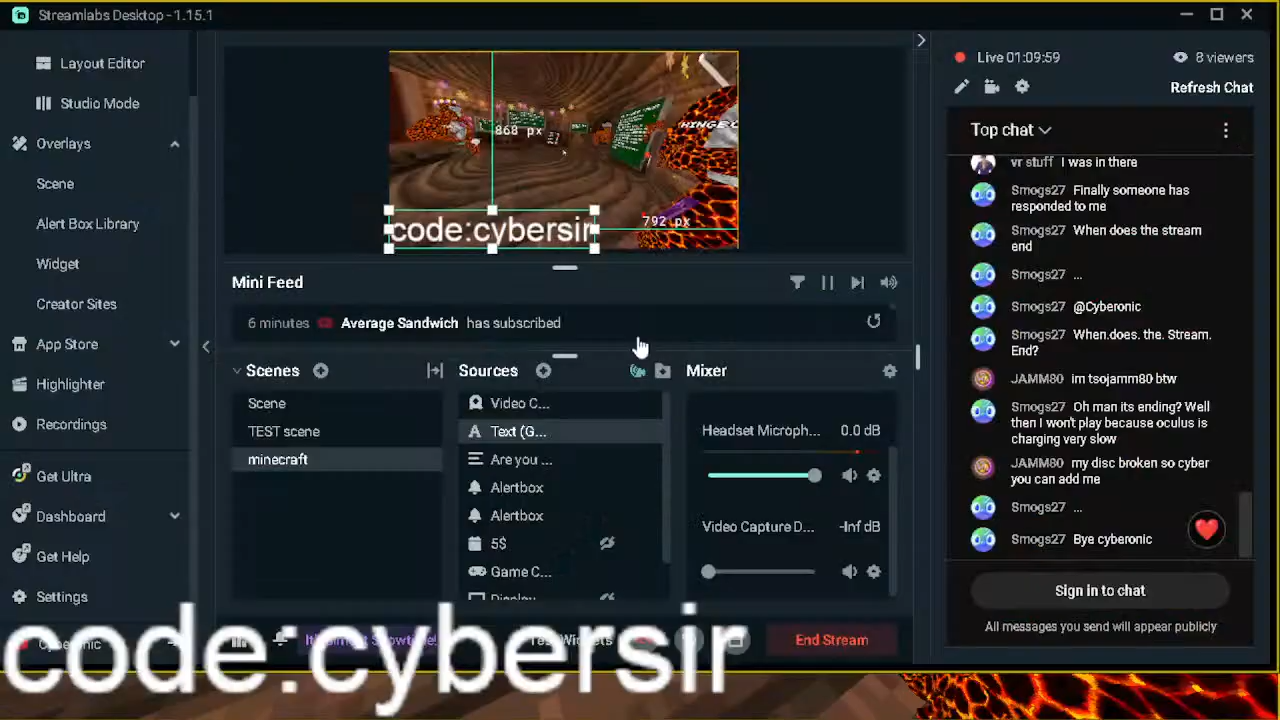 Streamlabs Desktop - 1.15.1
Layout Editor
Studio Mode
Overlays
Scene
Alert Box Library
Widget
Creator Sites
App Store
Highlighter
Recordings
Get Ultra
Dashboard
Get Help
Settings
868 px
HINGE
792 px
code:cybersir
Mini Feed
6 minutes Average Sandwich has subscribed
Scenes
Scene
TEST scene
minecraft
Sources
Video C...
Text (G...
Are you ...
Alertbox
Alertbox
5$
Game C...
Display
Mixer
Headset Microph... 0.0 dB
Video Capture D... -Inf dB
End Stream
Live 01:09:59
8 viewers
Refresh Chat
Top chat
vr stuff I was in there
Smogs27 Finally someone has
responded to me
Smogs27 When does the stream
end
Smogs27 ...
Smogs27 @Cyberonic
Smogs27 When.does. the. Stream.
End?
JAMM80 im tsojamm80 btw
Smogs27 Oh man its ending? Well
then I won't play because oculus is
charging very slow
JAMM80 my disc broken so cyber
you can add me
Smogs27 ...
Smogs27 Bye cyberonic
Sign in to chat
All messages you send will appear publicly
code:cybersir